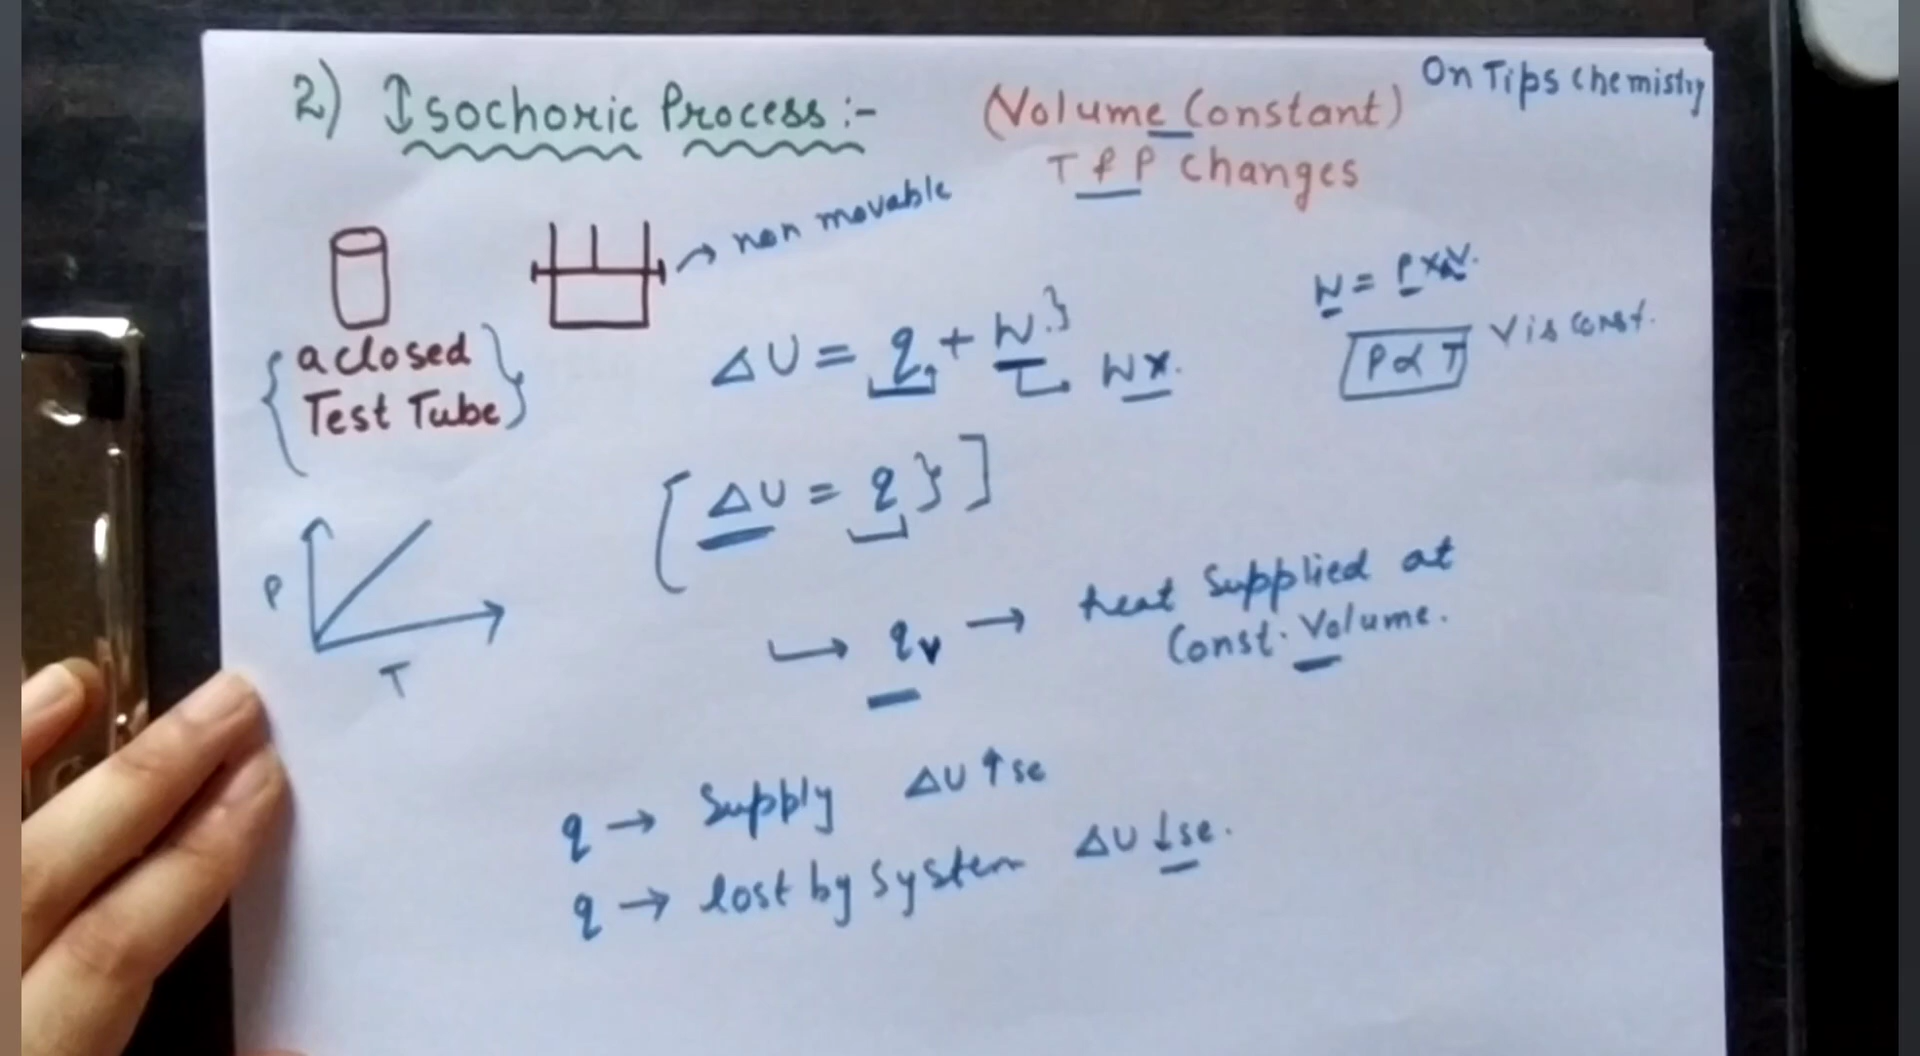 On Tips Chemistry
2) Isochoric Process :- (Volume Constant)
T & P Changes
non movable
a closed
Test Tube
ΔU = q + W
W x.
W = P x ΔV.
P α T V is const.
ΔU = q
P
T
qv → heat supplied at
Const. Volume.
q → Supply ΔU ↑se
q → lost by system ΔU ↓se.